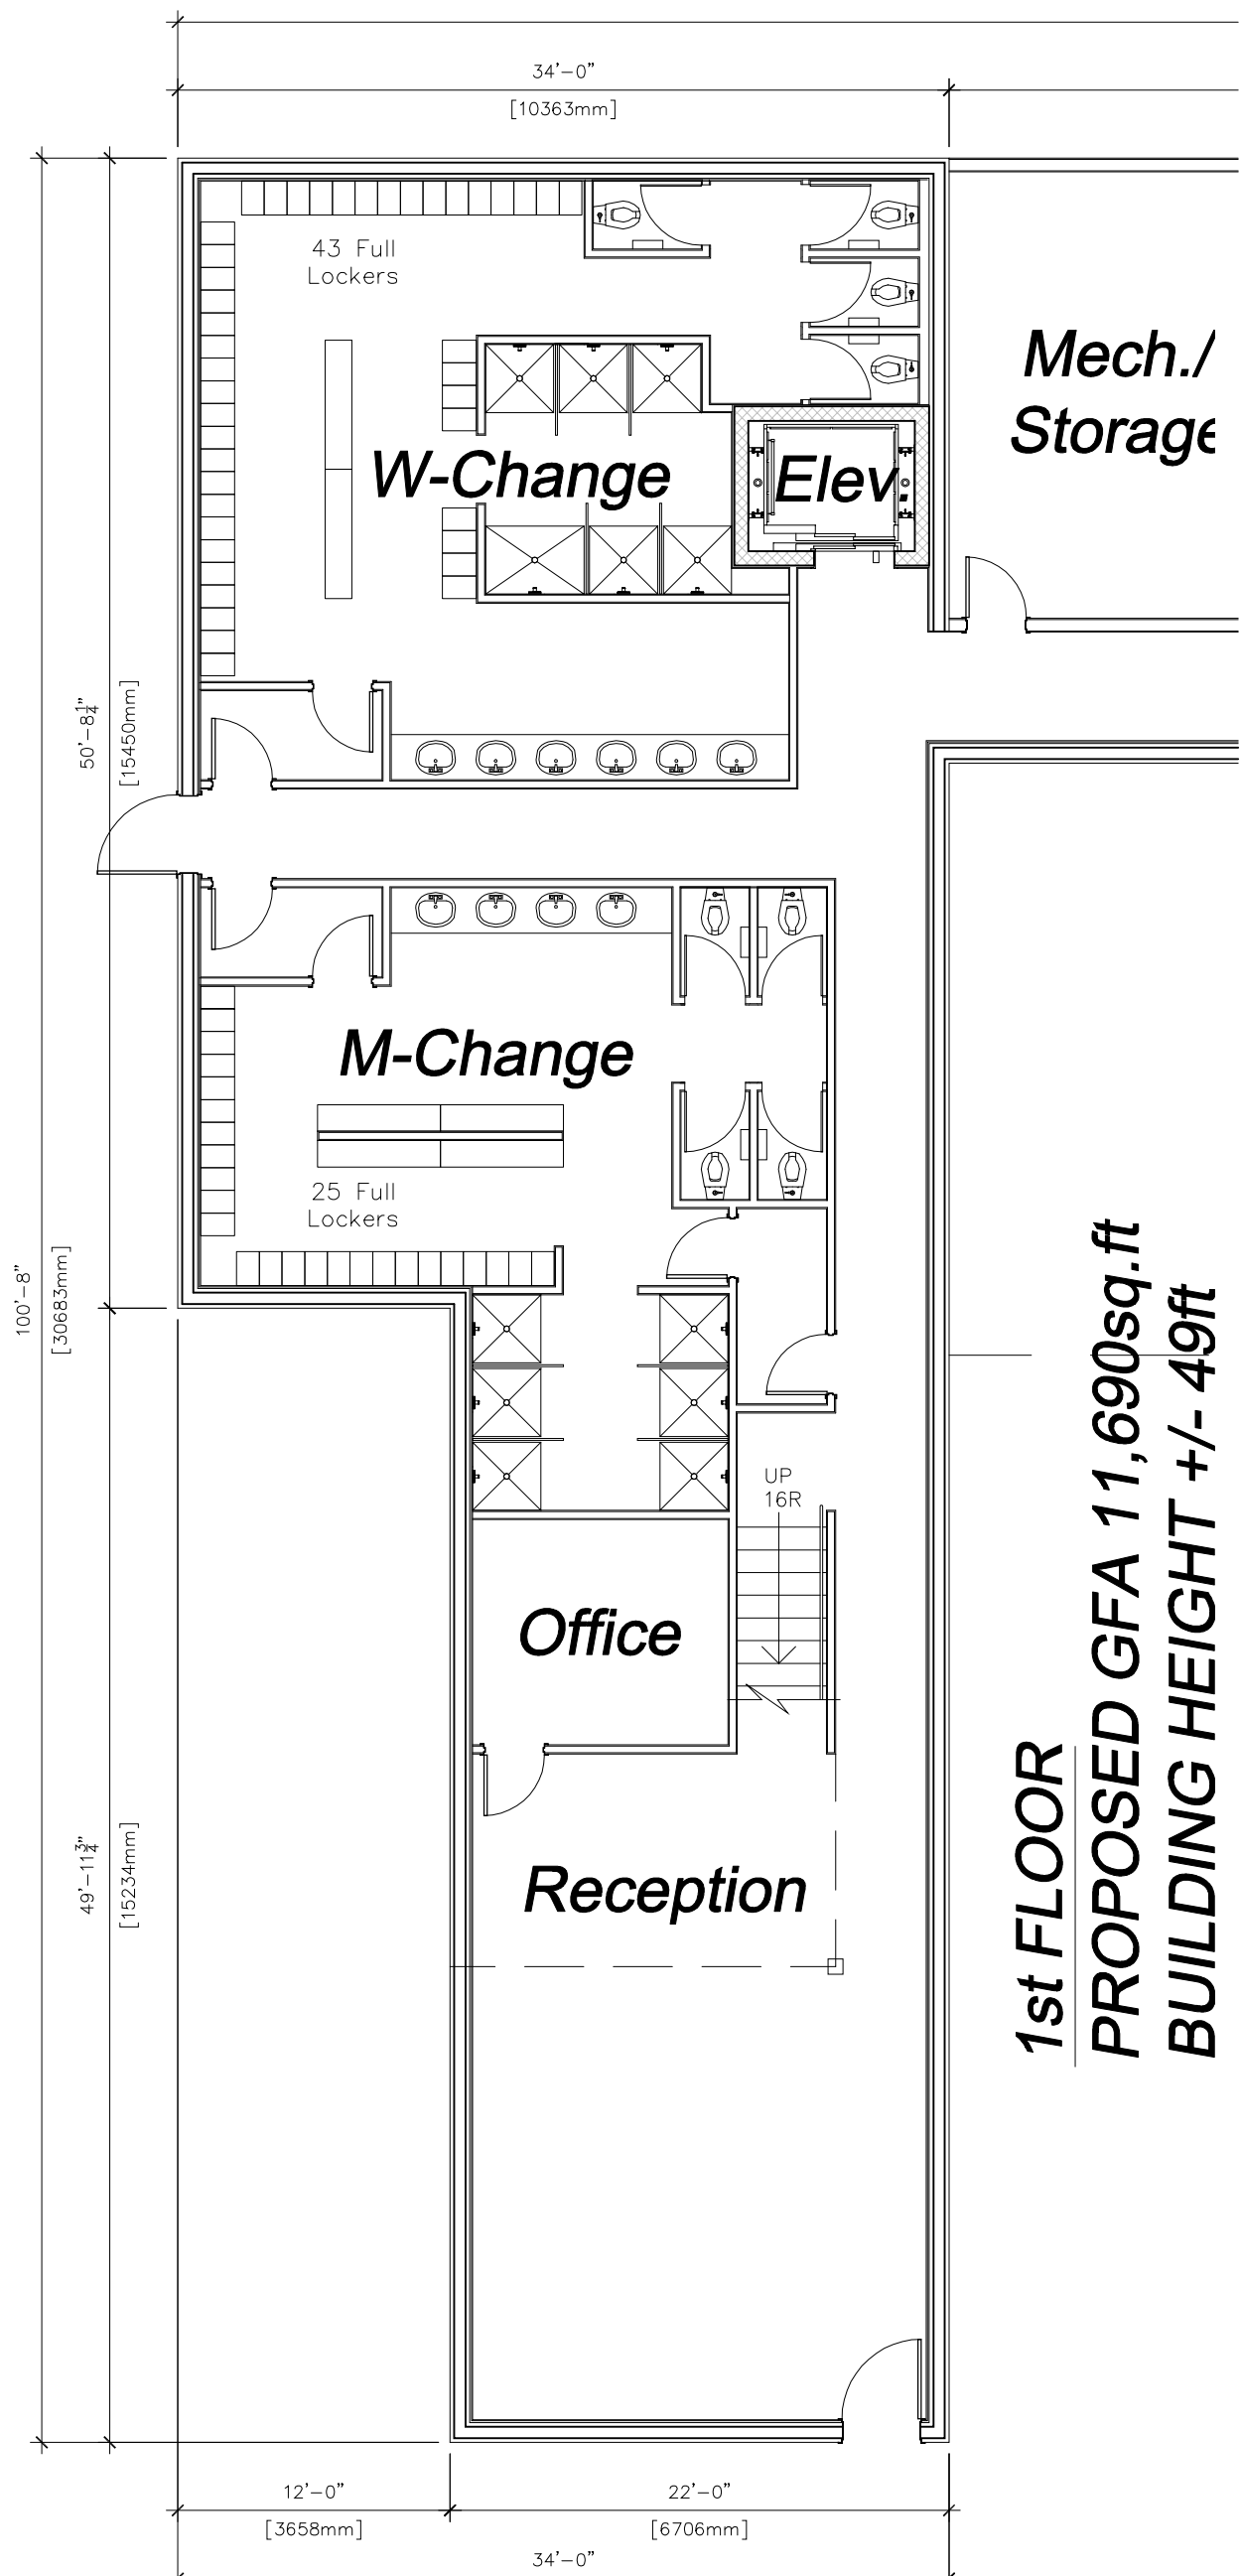 34'-0"
[10363mm]
43 Full
Lockers
Mech./
Storage
W-Change
Elev.
50'-8¼"
[15450mm]
M-Change
25 Full
Lockers
100'-8"
[30683mm]
UP
16R
Office
Reception
49'-11¾"
[15234mm]
1st FLOOR
PROPOSED GFA 11,690sq.ft
BUILDING HEIGHT +/- 49ft
12'-0"
[3658mm]
22'-0"
[6706mm]
34'-0"